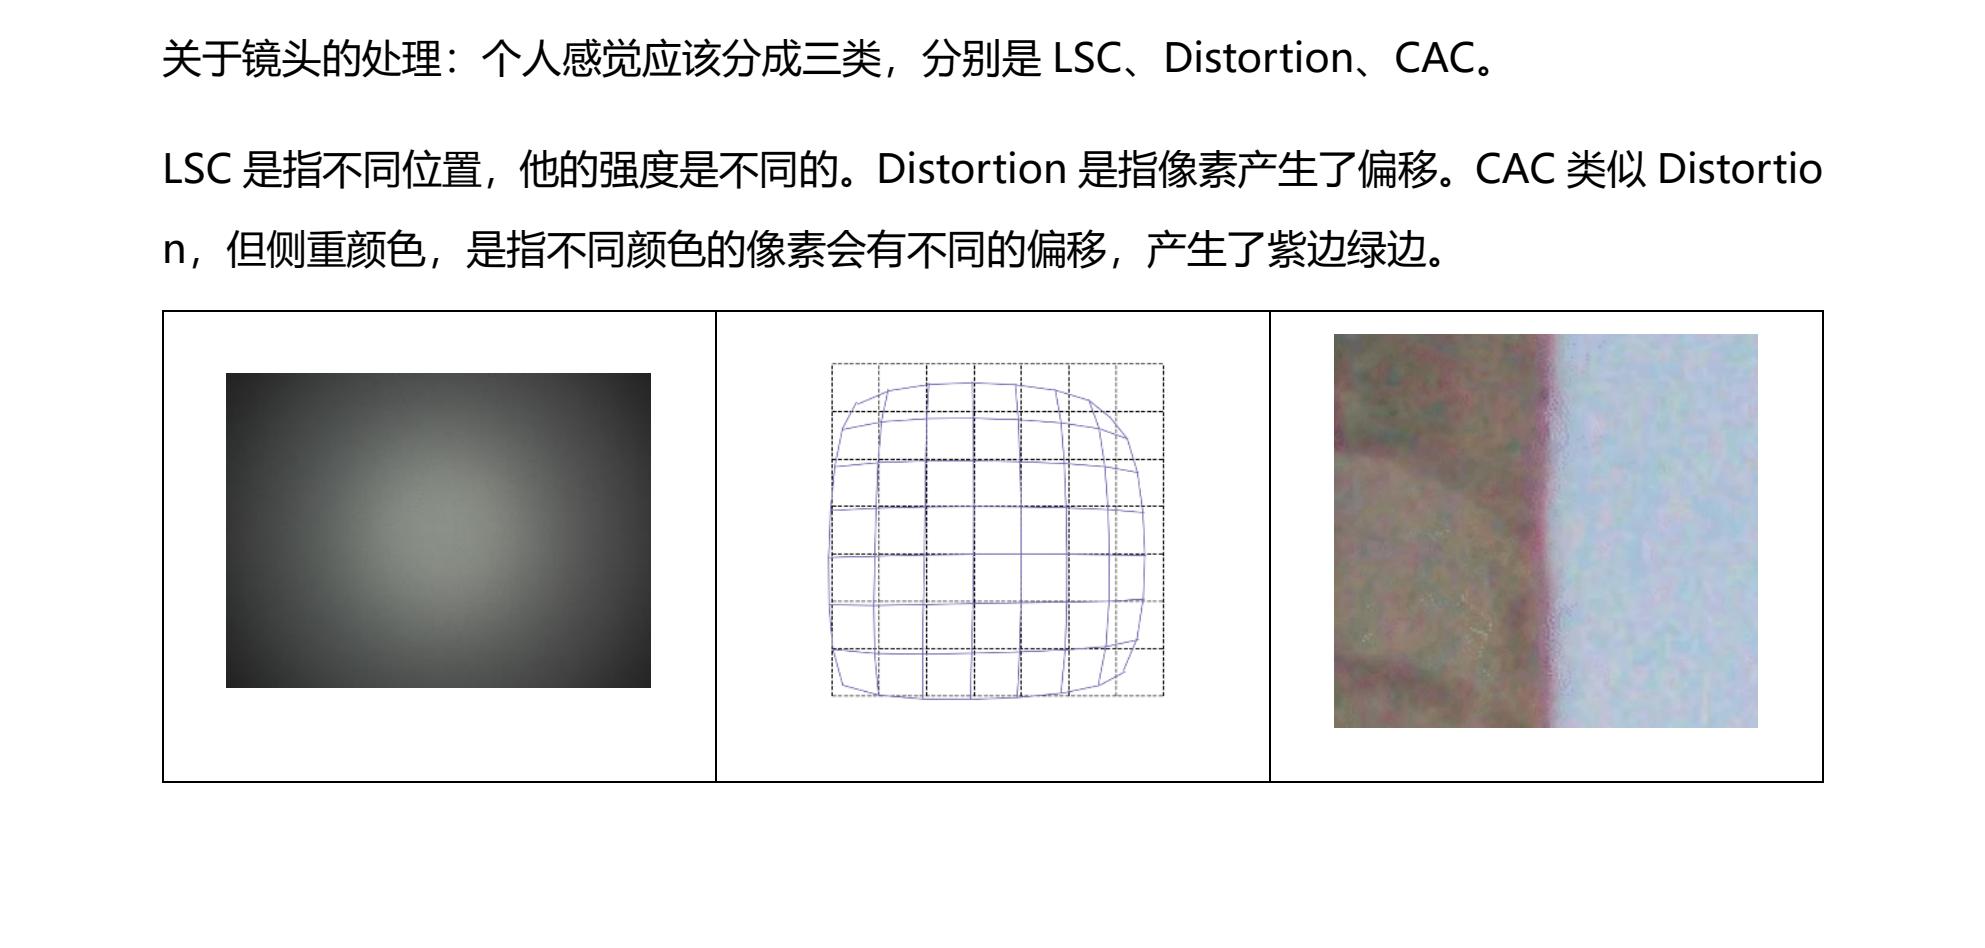 关于镜头的处理：个人感觉应该分成三类，分别是 LSC、Distortion、CAC。
LSC 是指不同位置，他的强度是不同的。Distortion 是指像素产生了偏移。CAC 类似 Distortio
n，但侧重颜色，是指不同颜色的像素会有不同的偏移，产生了紫边绿边。